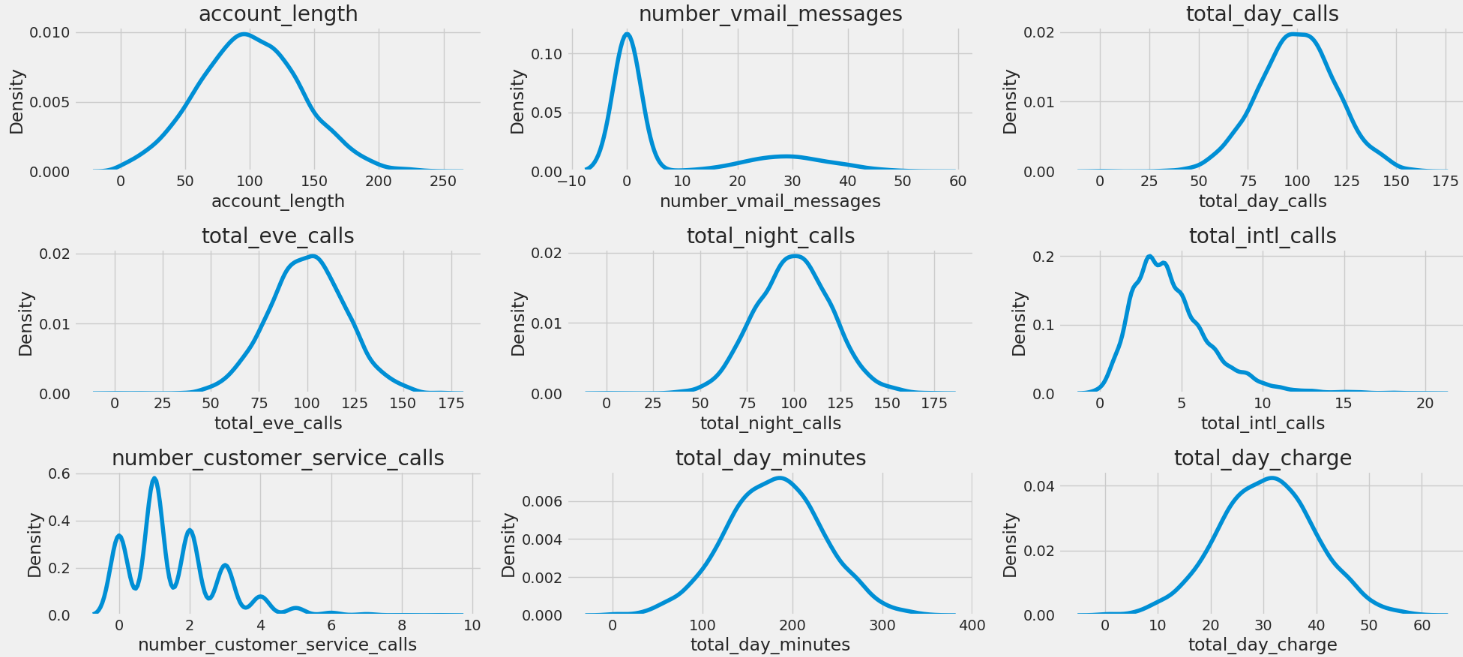 account_length
number_vmail_messages
total_day_calls
0.010
0.005
0.000
Density
0 50 100 150 200 250
account_length
0.10
0.05
0.00
Density
−10 0 10 20 30 40 50 60
number_vmail_messages
0.02
0.01
0.00
Density
0 25 50 75 100 125 150 175
total_day_calls
total_eve_calls
total_night_calls
total_intl_calls
0.02
0.01
0.00
Density
0 25 50 75 100 125 150 175
total_eve_calls
0.02
0.01
0.00
Density
0 25 50 75 100 125 150 175
total_night_calls
0.2
0.1
0.0
Density
0 5 10 15 20
total_intl_calls
number_customer_service_calls
total_day_minutes
total_day_charge
0.6
0.4
0.2
0.0
Density
0 2 4 6 8 10
number_customer_service_calls
0.006
0.004
0.002
0.000
Density
0 100 200 300 400
total_day_minutes
0.04
0.02
0.00
Density
0 10 20 30 40 50 60
total_day_charge